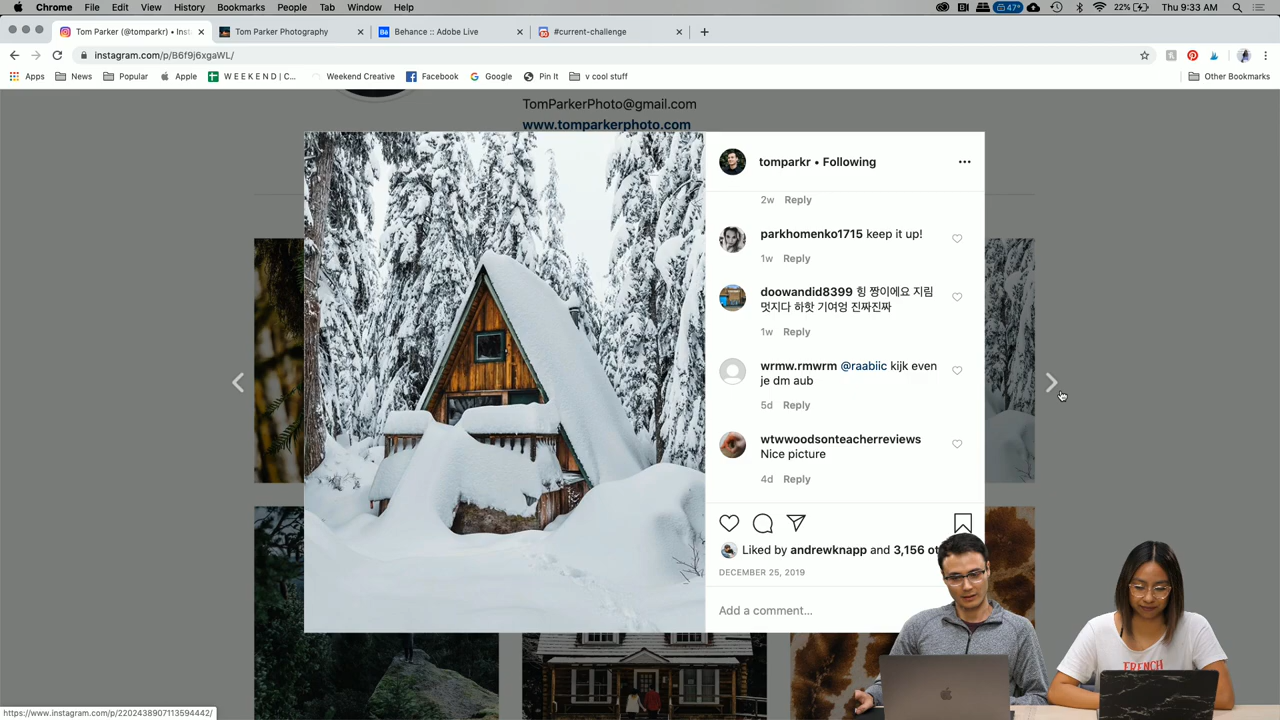 Chrome File Edit View History Bookmarks People Tab Window Help
47° 22% Thu 9:33 AM
Tom Parker (@tomparkr) • Inst
Tom Parker Photography
Behance :: Adobe Live
#current-challenge
instagram.com/p/B6f9j6xgaWL/
Apps News Popular Apple W E E K E N D | C... Weekend Creative Facebook Google Pin It v cool stuff Other Bookmarks
TomParkerPhoto@gmail.com
www.tomparkerphoto.com
tomparkr • Following
2w Reply
parkhomenko1715 keep it up!
1w Reply
doowandid8399 힝 짱이에요 지림
멋지다 하핫 기여엉 진짜진짜
1w Reply
wrmw.rmwrm @raabiic kijk even
je dm aub
5d Reply
wtwwoodsonteacherreviews
Nice picture
4d Reply
Liked by andrewknapp and 3,156 ot
DECEMBER 25, 2019
Add a comment...
FRENCH
https://www.instagram.com/p/2202438907113594442/